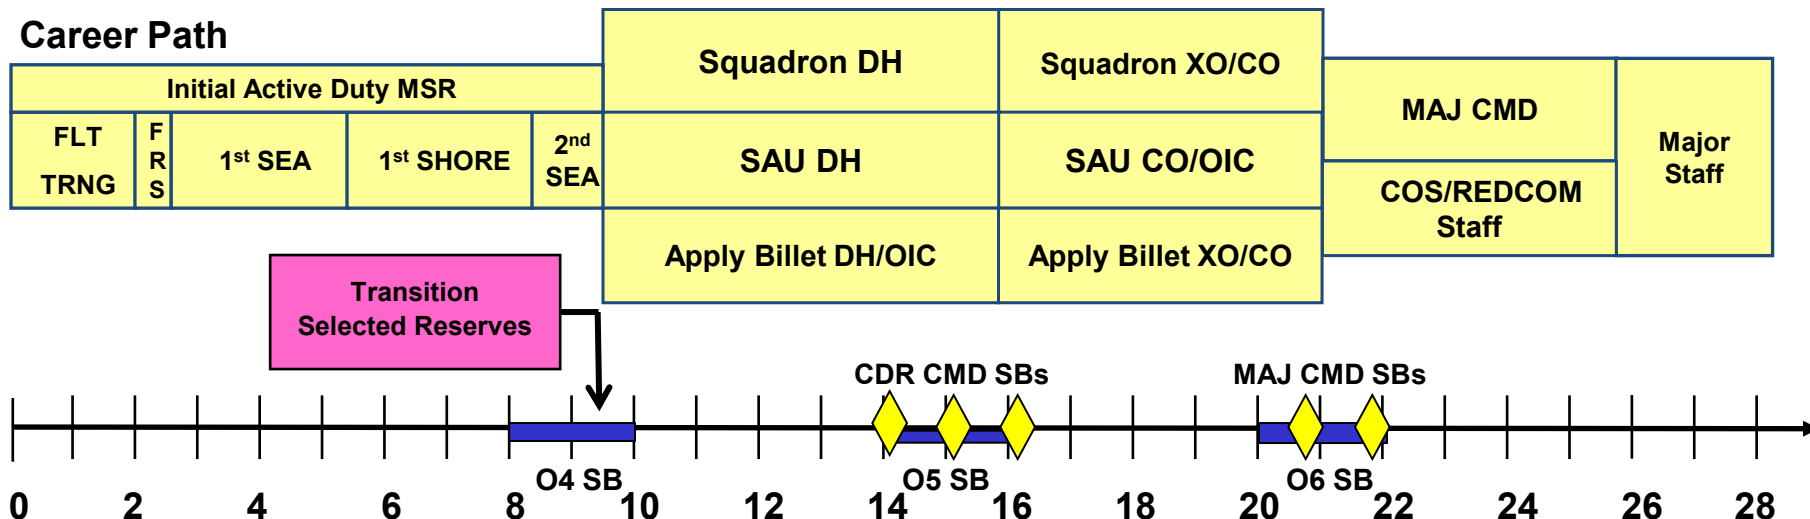 Career Path
Initial Active Duty MSR
FLT
TRNG
F
R
S
1st SEA
1st SHORE
2nd
SEA
Squadron DH
SAU DH
Apply Billet DH/OIC
Squadron XO/CO
SAU CO/OIC
Apply Billet XO/CO
MAJ CMD
COS/REDCOM
Staff
Major
Staff
Transition
Selected Reserves
CDR CMD SBs
MAJ CMD SBs
O4 SB
O5 SB
O6 SB
0 2 4 6 8 10 12 14 16 18 20 22 24 26 28